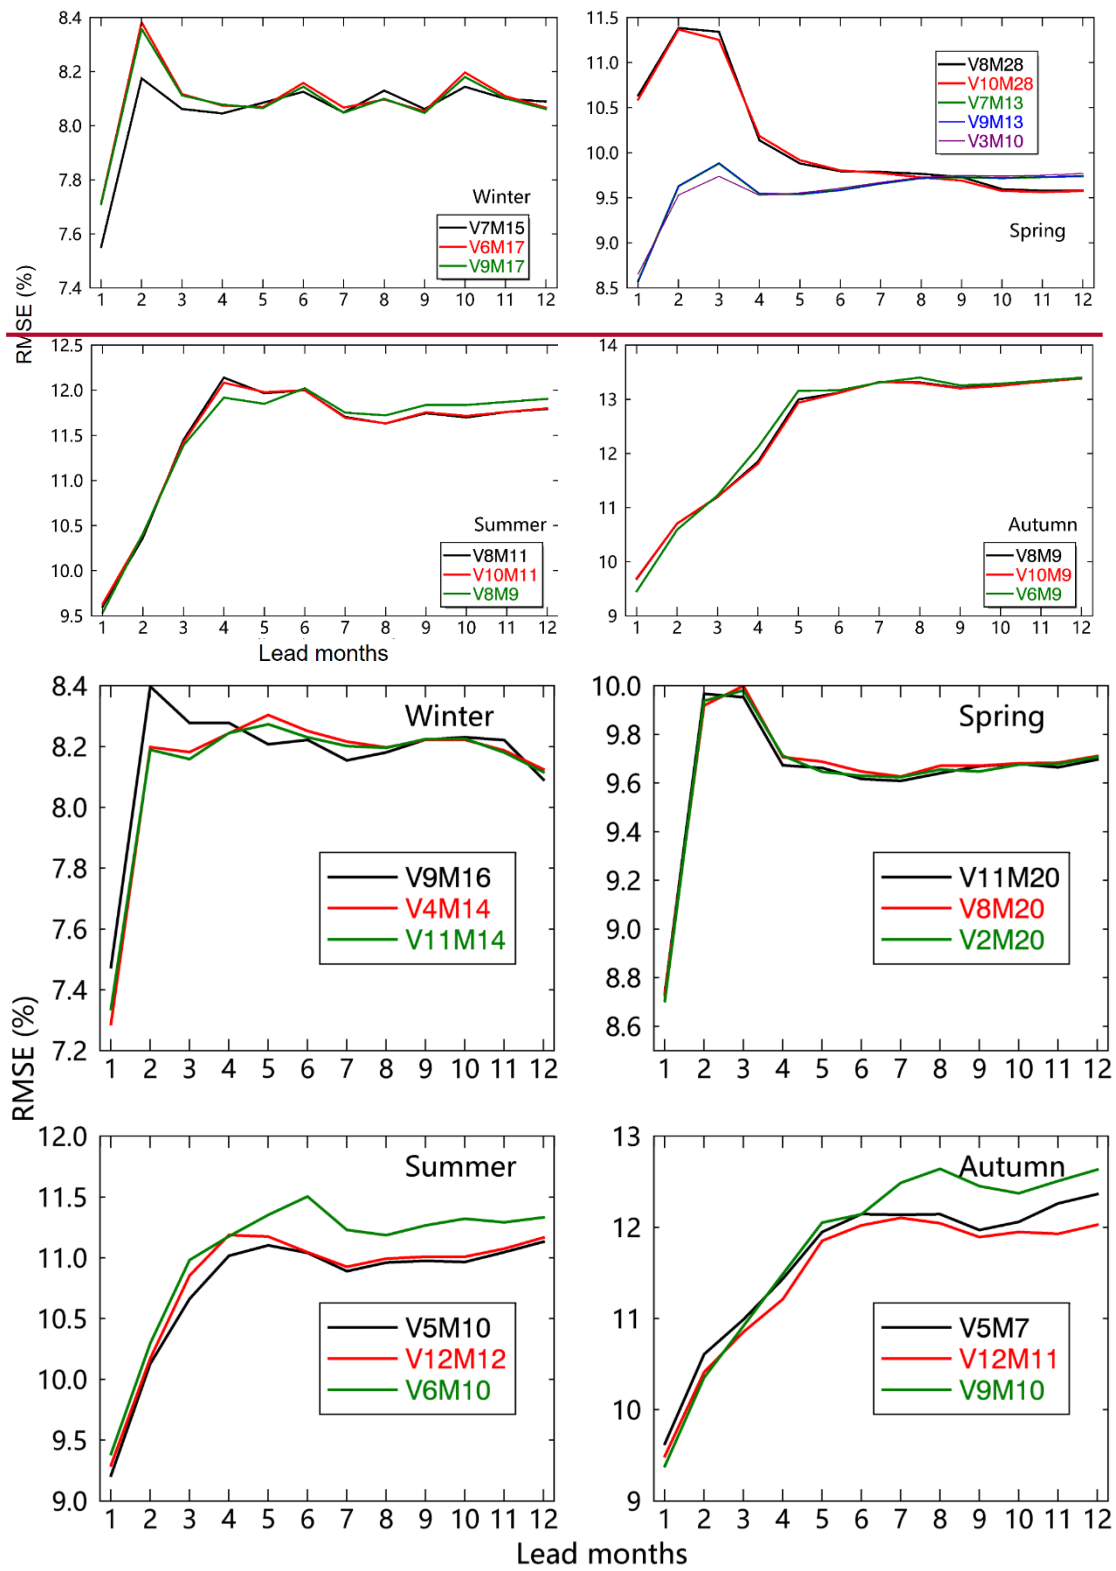 8.4
8.2
8.0
7.8
7.6
7.4
1 2 3 4 5 6 7 8 9 10 11 12
Winter
V7M15
V6M17
V9M17
11.5
11.0
10.5
10.0
9.5
9.0
8.5
1 2 3 4 5 6 7 8 9 10 11 12
V8M28
V10M28
V7M13
V9M13
V3M10
Spring
RMSE (%)
12.5
12.0
11.5
11.0
10.5
10.0
9.5
1 2 3 4 5 6 7 8 9 10 11 12
Summer
V8M11
V10M11
V8M9
14
13
12
11
10
9
1 2 3 4 5 6 7 8 9 10 11 12
Autumn
V8M9
V10M9
V6M9
Lead months
8.4
8.2
8.0
7.8
7.6
7.4
7.2
1 2 3 4 5 6 7 8 9 10 11 12
Winter
V9M16
V4M14
V11M14
10.0
9.8
9.6
9.4
9.2
9.0
8.8
8.6
1 2 3 4 5 6 7 8 9 10 11 12
Spring
V11M20
V8M20
V2M20
RMSE (%)
12.0
11.5
11.0
10.5
10.0
9.5
9.0
1 2 3 4 5 6 7 8 9 10 11 12
Summer
V5M10
V12M12
V6M10
13
12
11
10
9
1 2 3 4 5 6 7 8 9 10 11 12
Autumn
V5M7
V12M11
V9M10
Lead months